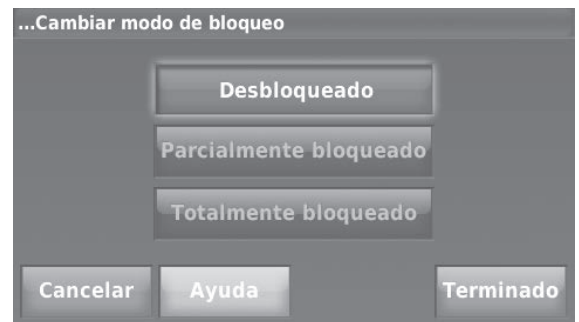 ...Cambiar modo de bloqueo
Desbloqueado
Parcialmente bloqueado
Totalmente bloqueado
Cancelar Ayuda Terminado